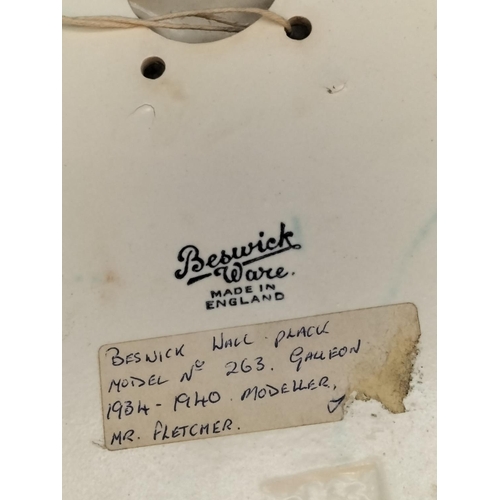 Beswick
Ware.
MADE IN
ENGLAND
BESWICK WALL PLACK
MODEL Nº 263. GALLEON
1934-1940. MODELLER,
MR. FLETCHER.